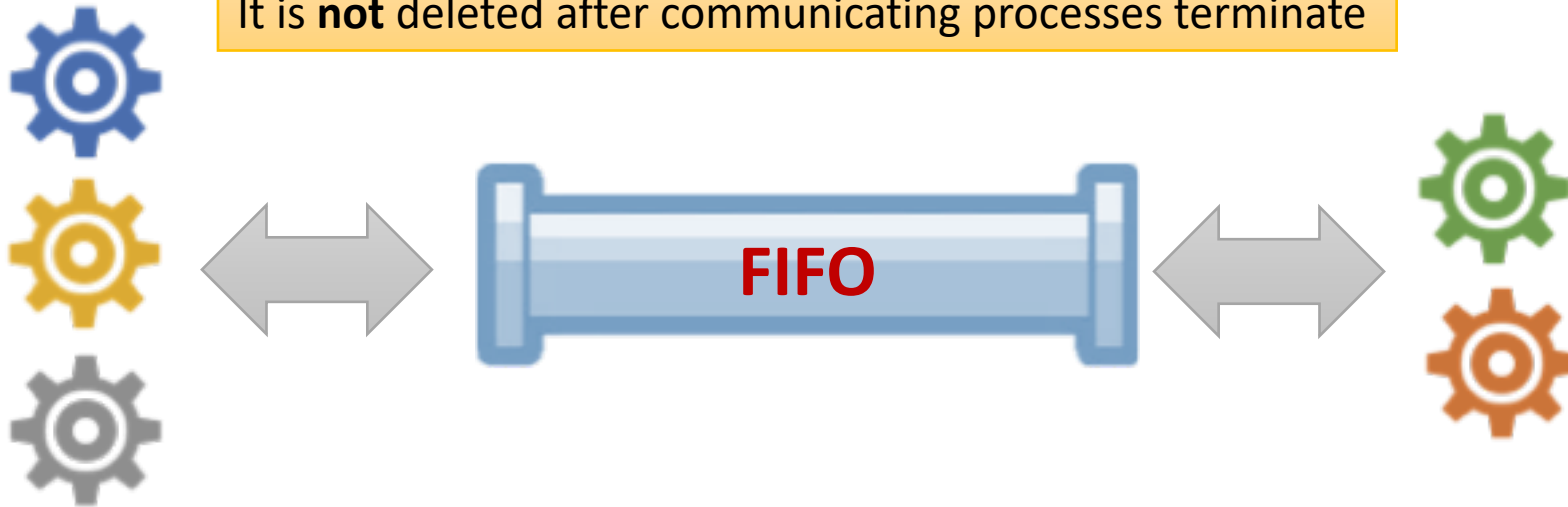 It is not deleted after communicating processes terminate
FIFO